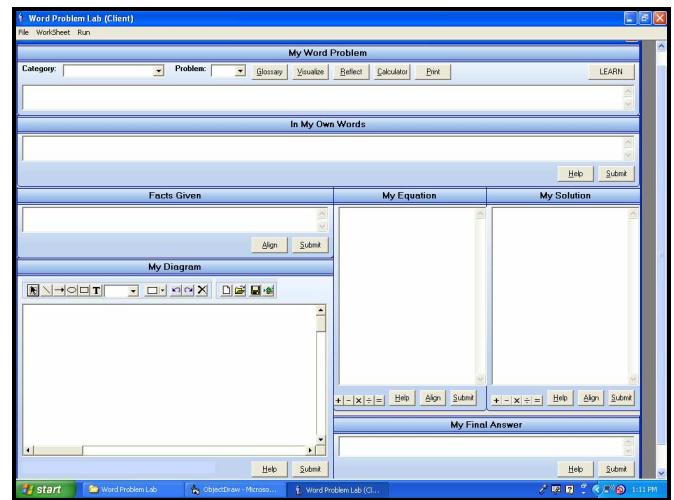 Word Problem Lab (Client)
File WorkSheet Run
My Word Problem
Category: Problem: Glossary Visualize Reflect Calculator Print LEARN
In My Own Words
Help Submit
Facts Given
Align Submit
My Equation
My Solution
My Diagram
T
+ - x ÷ = Help Align Submit
+ - x ÷ = Help Align Submit
My Final Answer
Help Submit
Help Submit
start Word Problem Lab ObjectDraw - Microso... Word Problem Lab (Cl... 1:11 PM